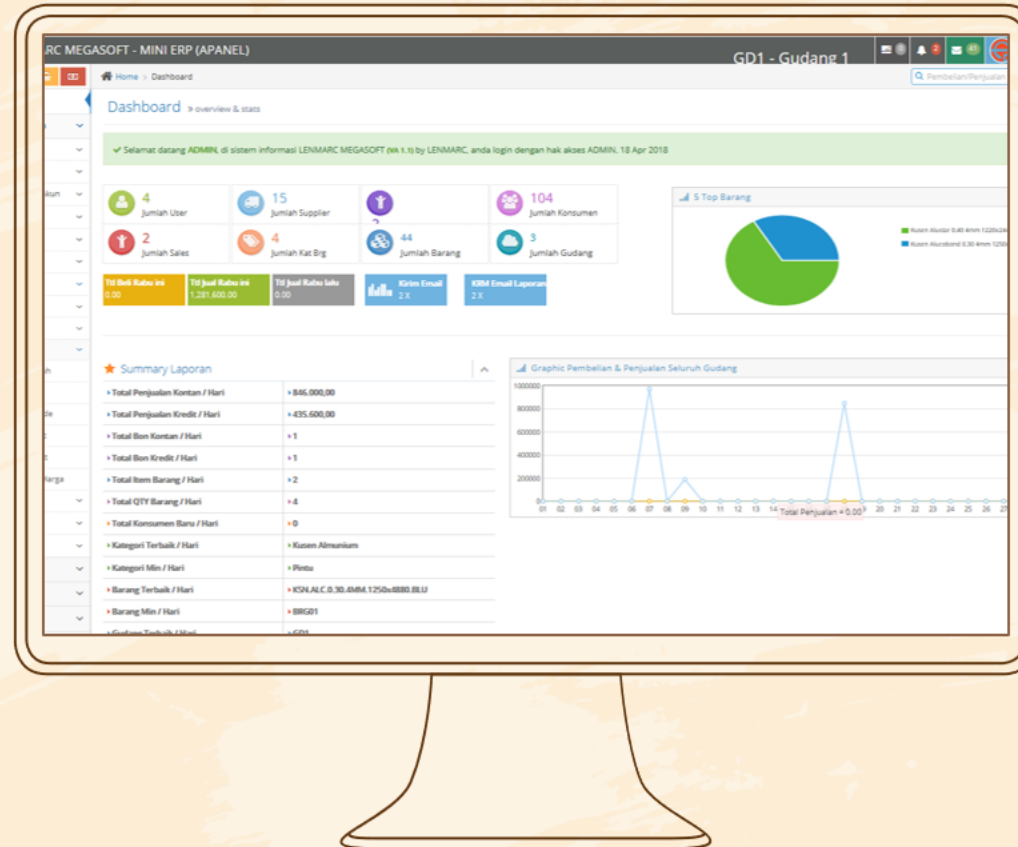 RC MEGASOFT - MINI ERP (APANEL)
GD1 - Gudang 1
Home > Dashboard
Pembelian/Penjualan
Dashboard » overview & stats
Selamat datang ADMIN, di sistem informasi LENMARC MEGASOFT (VA 1.1) by LENMARC, anda login dengan hak akses ADMIN, 18 Apr 2018
4
Jumlah User
15
Jumlah Supplier
104
Jumlah Konsumen
2
Jumlah Sales
4
Jumlah Kat Brg
44
Jumlah Barang
3
Jumlah Gudang
5 Top Barang
Ttl Beli Rabu ini
0.00
Ttl Jual Rabu ini
1,281,600.00
Ttl Jual Rabu lalu
0.00
Kirim Email
2 X
KRM Email Laporan
2 X
Summary Laporan
Total Penjualan Kontan / Hari
846.000,00
Total Penjualan Kredit / Hari
435.600,00
Total Bon Kontan / Hari
1
Total Bon Kredit / Hari
1
Total Item Barang / Hari
2
Total QTY Barang / Hari
4
Total Konsumen Baru / Hari
0
Kategori Terbaik / Hari
Kusen Almunium
Kategori Min / Hari
Pintu
Barang Terbaik / Hari
KSN.ALC.0.30.4MM.1250x4880.BLU
Barang Min / Hari
BRG01
Gudang Terbaik / Hari
GD1
Graphic Pembelian & Penjualan Seluruh Gudang
1000000
800000
600000
400000
200000
0
01 02 03 04 05 06 07 08 09 10 11 12 13 14 20 21 22 23 24 25 26 27
Total Penjualan = 0.00